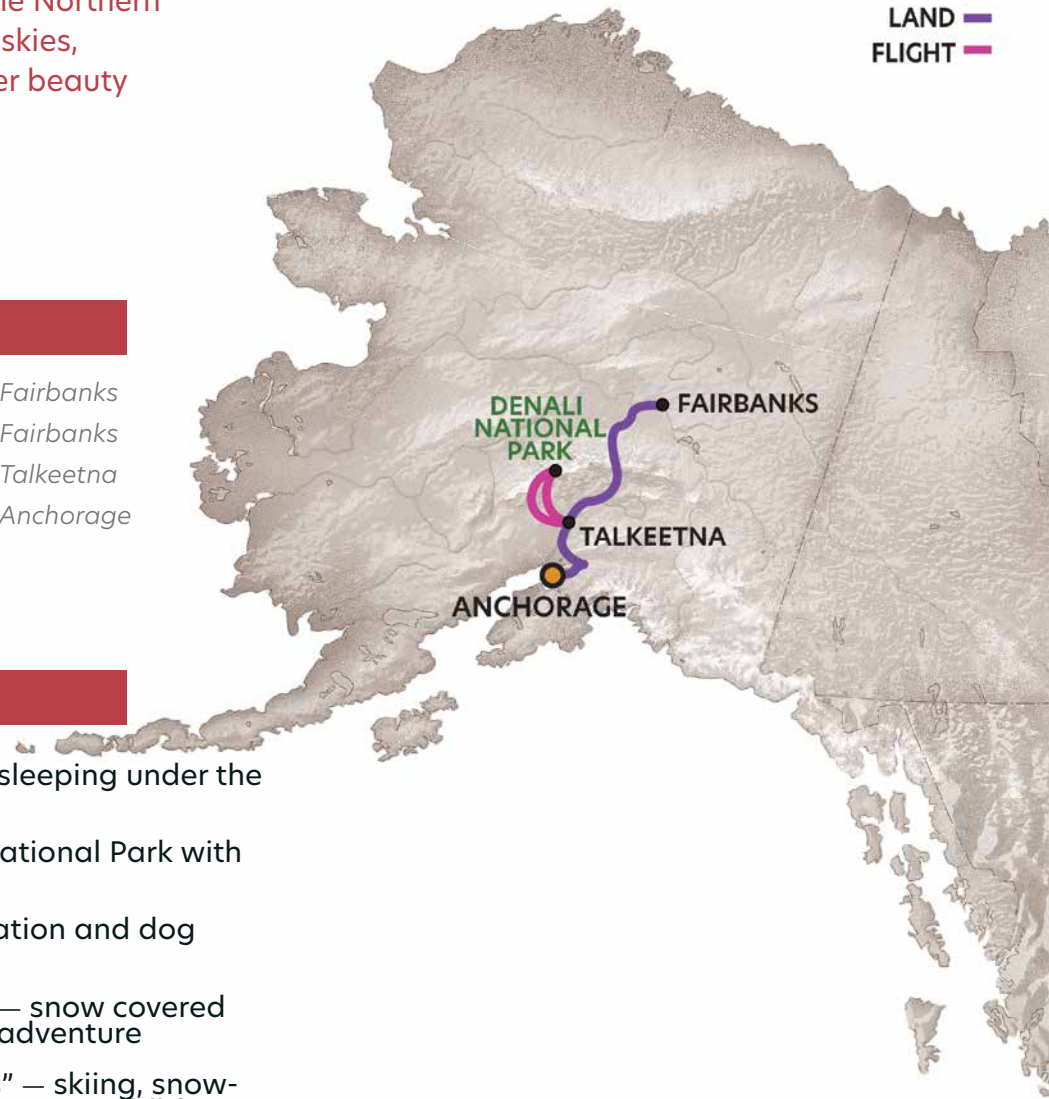 ne Northern
skies,
er beauty
LAND
FLIGHT
Fairbanks
Fairbanks
Talkeetna
Anchorage
DENALI
NATIONAL
PARK
FAIRBANKS
TALKEETNA
ANCHORAGE
sleeping under the
ational Park with
ation and dog
— snow covered
adventure
” — skiing, snow-